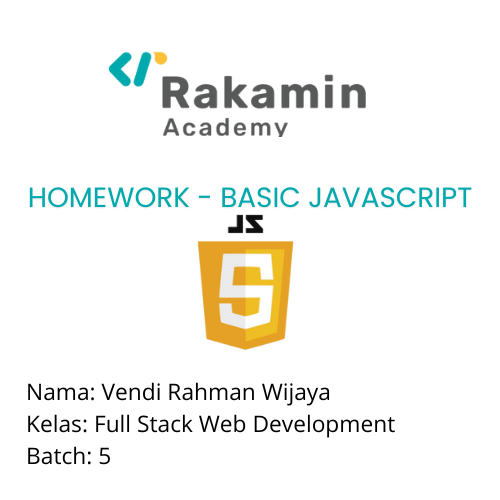 Rakamin
Academy
HOMEWORK - BASIC JAVASCRIPT
JS
5
Nama: Vendi Rahman Wijaya
Kelas: Full Stack Web Development
Batch: 5